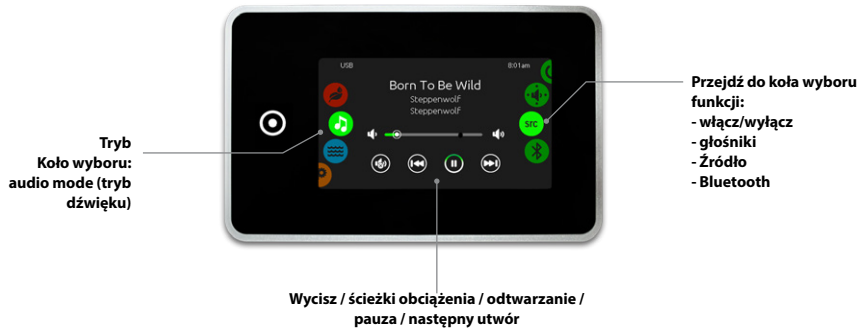 USB 8:01am
Born To Be Wild
Steppenwolf
Steppenwolf
src
Tryb
Koło wyboru:
audio mode (tryb
dźwięku)
Przejdź do koła wyboru
funkcji:
- włącz/wyłącz
- głośniki
- Źródło
- Bluetooth
Wycisz / ścieżki obciążenia / odtwarzanie /
pauza / następny utwór